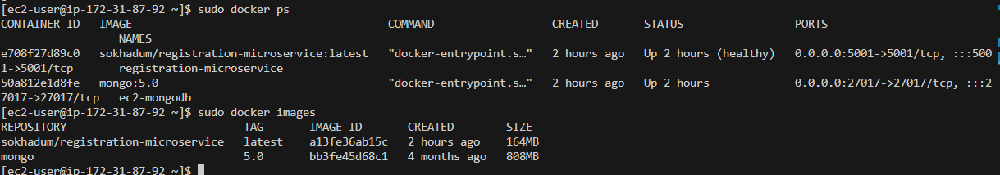 [ec2-user@ip-172-31-87-92 ~]$ sudo docker ps
CONTAINER ID   IMAGE                                    COMMAND                  CREATED       STATUS                 PORTS
                  NAMES
e708f27d89c0   sokhadum/registration-microservice:latest   "docker-entrypoint.s…"   2 hours ago   Up 2 hours (healthy)   0.0.0.0:5001->5001/tcp, :::500
1->5001/tcp       registration-microservice
50a812e1d8fe   mongo:5.0                                "docker-entrypoint.s…"   2 hours ago   Up 2 hours             0.0.0.0:27017->27017/tcp, :::2
7017->27017/tcp   ec2-mongodb
[ec2-user@ip-172-31-87-92 ~]$ sudo docker images
REPOSITORY                           TAG       IMAGE ID       CREATED        SIZE
sokhadum/registration-microservice   latest    a13fe36ab15c   2 hours ago    164MB
mongo                                5.0       bb3fe45d68c1   4 months ago   808MB
[ec2-user@ip-172-31-87-92 ~]$